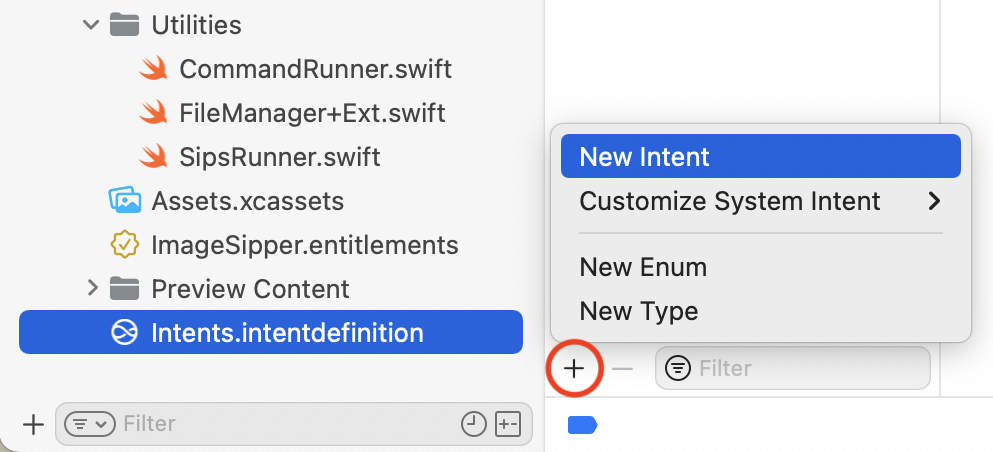 Utilities
CommandRunner.swift
FileManager+Ext.swift
SipsRunner.swift
Assets.xcassets
ImageSipper.entitlements
Preview Content
Intents.intentdefinition
Filter
New Intent
Customize System Intent
New Enum
New Type
Filter